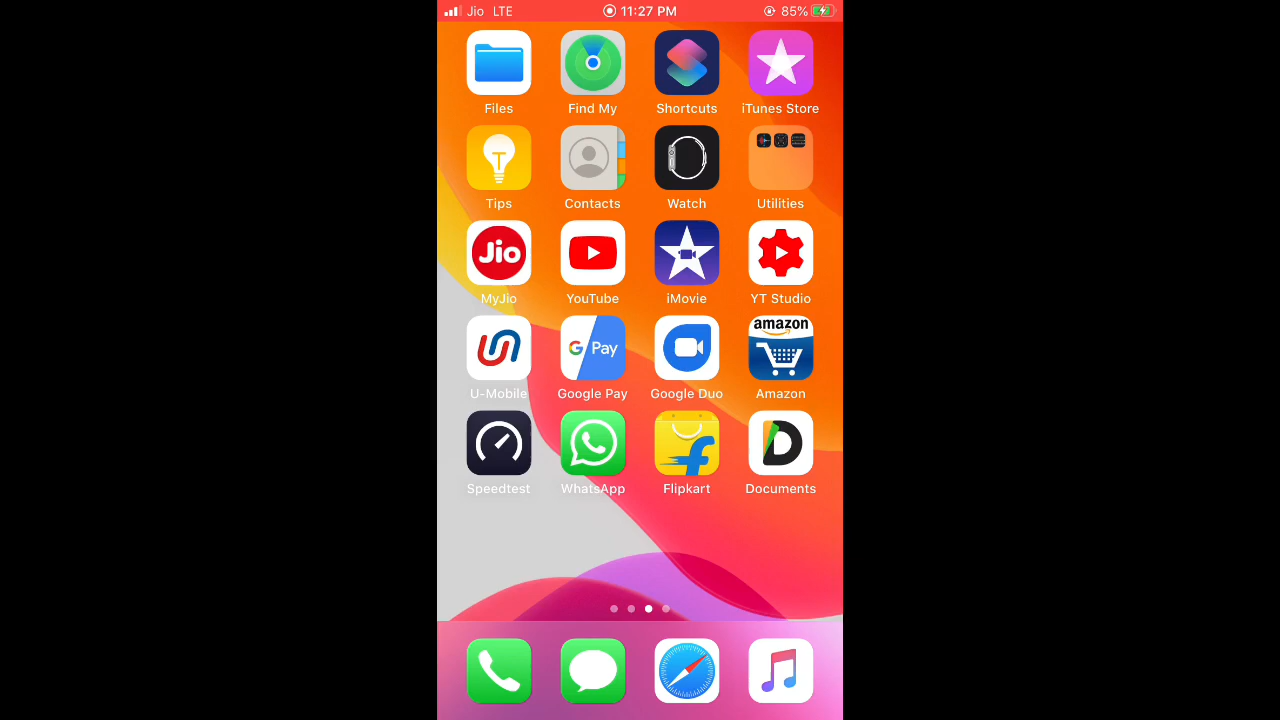 Jio LTE 11:27 PM 85%
Files Find My Shortcuts iTunes Store
Tips Contacts Watch Utilities
Jio
MyJio YouTube iMovie YT Studio
G Pay amazon
U-Mobile Google Pay Google Duo Amazon
Speedtest WhatsApp Flipkart Documents